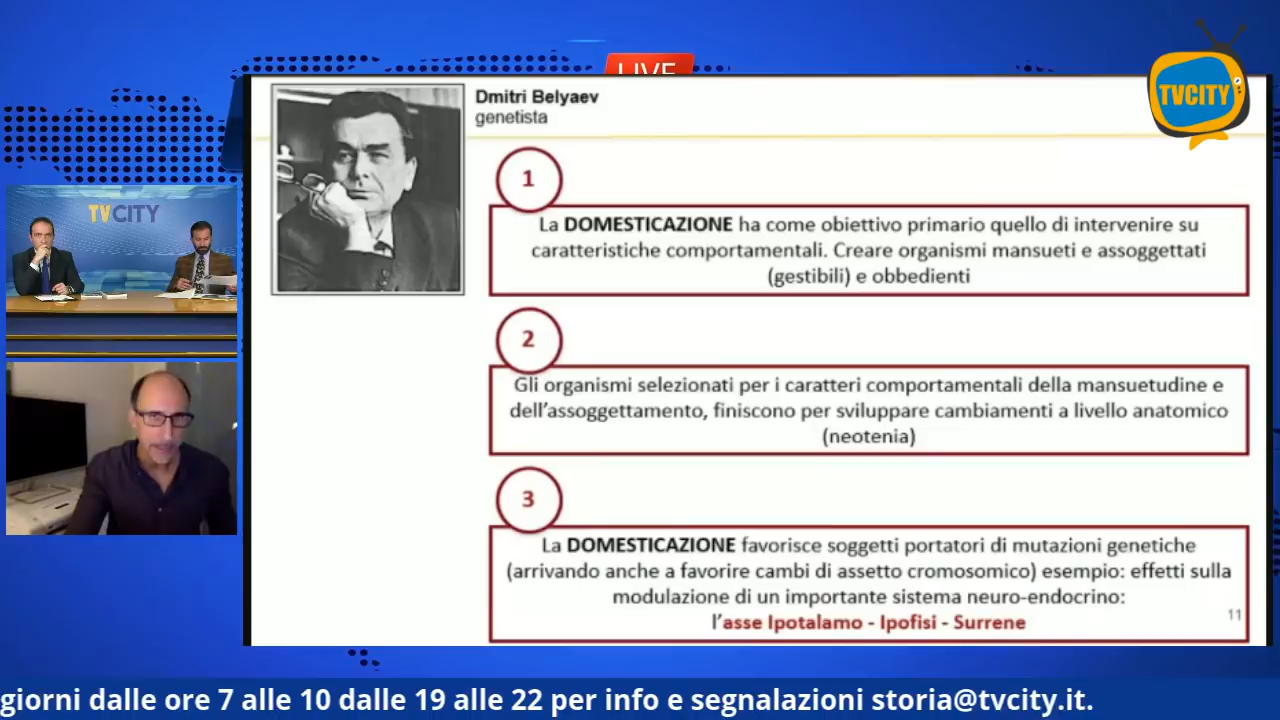 LIVE
TVCITY
Dmitri Belyaev
genetista
1
La DOMESTICAZIONE ha come obiettivo primario quello di intervenire su
caratteristiche comportamentali. Creare organismi mansueti e assoggettati
(gestibili) e obbedienti
TVCITY
2
Gli organismi selezionati per i caratteri comportamentali della mansuetudine e
dell'assoggettamento, finiscono per sviluppare cambiamenti a livello anatomico
(neotenia)
3
La DOMESTICAZIONE favorisce soggetti portatori di mutazioni genetiche
(arrivando anche a favorire cambi di assetto cromosomico) esempio: effetti sulla
modulazione di un importante sistema neuro-endocrino:
l'asse Ipotalamo - Ipofisi - Surrene
11
giorni dalle ore 7 alle 10 dalle 19 alle 22 per info e segnalazioni storia@tvcity.it.